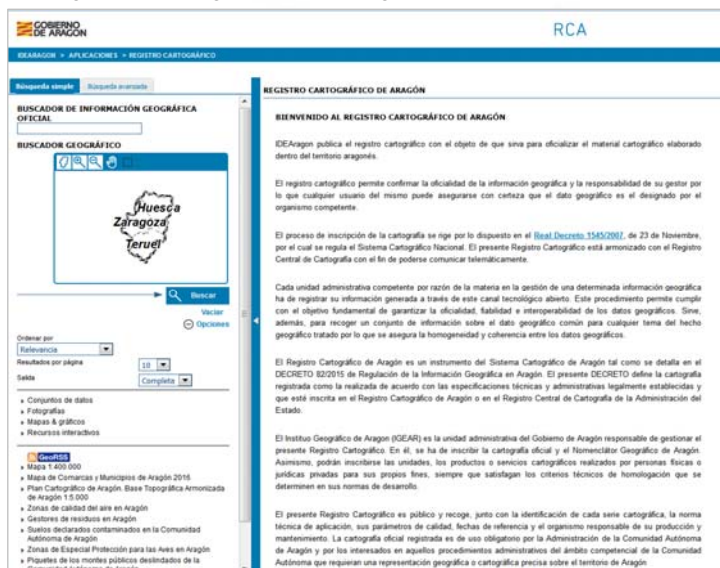 GOBIERNO
DE ARAGON
RCA
IDEARAGON > APLICACIONES > REGISTRO CARTOGRÁFICO
Búsqueda simple
Búsqueda avanzada
BUSCADOR DE INFORMACIÓN GEOGRÁFICA
OFICIAL
BUSCADOR GEOGRÁFICO
Huesca
Zaragoza
Teruel
Buscar
Vaciar
Opciones
Ordenar por
Relevancia
Resultados por página
10
Salida
Completa
Conjuntos de datos
Fotografías
Mapas & gráficos
Recursos interactivos
GeoRSS
Mapa 1:400.000
Mapa de Comarcas y Municipios de Aragón 2016
Plan Cartográfico de Aragón. Base Topográfica Armonizada
de Aragón 1:5.000
Zonas de calidad del aire en Aragón
Gestores de residuos en Aragón
Suelos declarados contaminados en la Comunidad
Autónoma de Aragón
Zonas de Especial Protección para las Aves en Aragón
Piquetes de los montes públicos deslindados de la
Comunidad Autónoma de Aragón
REGISTRO CARTOGRÁFICO DE ARAGÓN
BIENVENIDO AL REGISTRO CARTOGRÁFICO DE ARAGÓN
IDEAragon publica el registro cartográfico con el objeto de que sirva para oficializar el material cartográfico elaborado
dentro del territorio aragonés.
El registro cartográfico permite confirmar la oficialidad de la información geográfica y la responsabilidad de su gestor por
lo que cualquier usuario del mismo puede asegurarse con certeza que el dato geográfico es el designado por el
organismo competente.
El proceso de inscripción de la cartografía se rige por lo dispuesto en el Real Decreto 1545/2007, de 23 de Noviembre,
por el cual se regula el Sistema Cartográfico Nacional. El presente Registro Cartográfico está armonizado con el Registro
Central de Cartografía con el fin de poderse comunicar telemáticamente.
Cada unidad administrativa competente por razón de la materia en la gestión de una determinada información geográfica
ha de registrar su información generada a través de este canal tecnológico abierto. Este procedimiento permite cumplir
con el objetivo fundamental de garantizar la oficialidad, fiabilidad e interoperabilidad de los datos geográficos. Sirve,
además, para recoger un conjunto de información sobre el dato geográfico común para cualquier tema del hecho
geográfico tratado por lo que se asegura la homogeneidad y coherencia entre los datos geográficos.
El Registro Cartográfico de Aragón es un instrumento del Sistema Cartográfico de Aragón tal como se detalla en el
DECRETO 82/2015 de Regulación de la Información Geográfica en Aragón. El presente DECRETO define la cartografía
registrada como la realizada de acuerdo con las especificaciones técnicas y administrativas legalmente establecidas y
que esté inscrita en el Registro Cartográfico de Aragón o en el Registro Central de Cartografía de la Administración del
Estado.
El Instituo Geográfico de Aragon (IGEAR) es la unidad administrativa del Gobierno de Aragón responsable de gestionar el
presente Registro Cartográfico. En él, se ha de inscribir la cartografía oficial y el Nomenclátor Geográfico de Aragón.
Asimismo, podrán inscribirse las unidades, los productos o servicios cartográficos realizados por personas físicas o
jurídicas privadas para sus propios fines, siempre que satisfagan los criterios técnicos de homologación que se
determinen en sus normas de desarrollo.
El presente Registro Cartográfico es público y recoge, junto con la identificación de cada serie cartográfica, la norma
técnica de aplicación, sus parámetros de calidad, fechas de referencia y el organismo responsable de su producción y
mantenimiento. La cartografía oficial registrada es de uso obligatorio por la Administración de la Comunidad Autónoma
de Aragón y por los interesados en aquellos procedimientos administrativos del ámbito competencial de la Comunidad
Autónoma que requieran una representación geográfica o cartográfica precisa sobre el territorio de Aragón